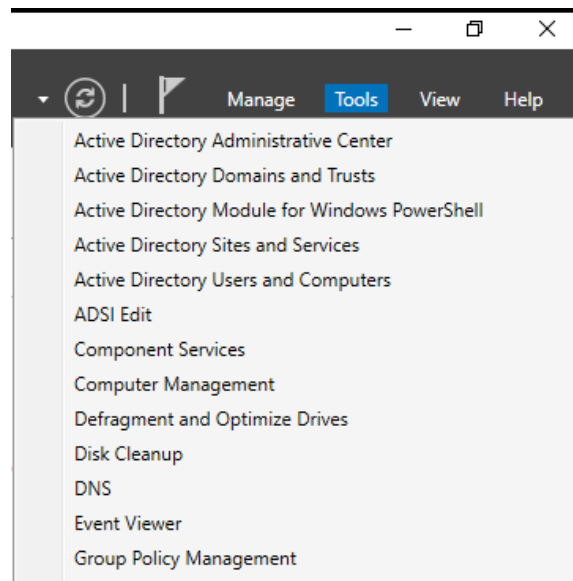 Manage Tools View Help
Active Directory Administrative Center
Active Directory Domains and Trusts
Active Directory Module for Windows PowerShell
Active Directory Sites and Services
Active Directory Users and Computers
ADSI Edit
Component Services
Computer Management
Defragment and Optimize Drives
Disk Cleanup
DNS
Event Viewer
Group Policy Management